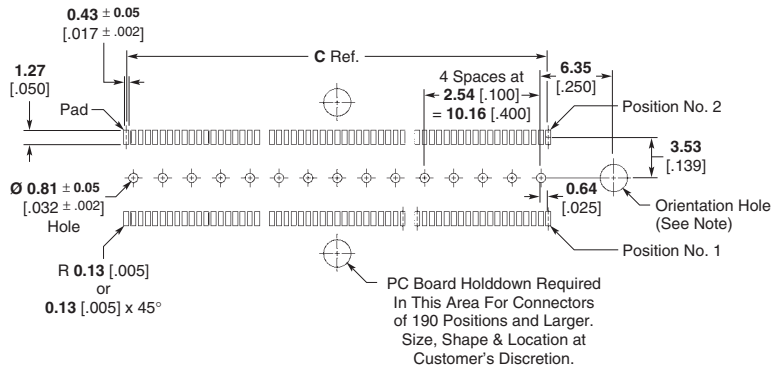 0.43 ± 0.05
[.017 ± .002]
C Ref.
1.27
[.050]
Pad
4 Spaces at
2.54 [.100]
= 10.16 [.400]
6.35
[.250]
Position No. 2
3.53
[.139]
Ø 0.81 ± 0.05
[.032 ± .002]
Hole
0.64
[.025]
Orientation Hole
(See Note)
Position No. 1
R 0.13 [.005]
or
0.13 [.005] x 45°
PC Board Holddown Required
In This Area For Connectors
of 190 Positions and Larger.
Size, Shape & Location at
Customer's Discretion.